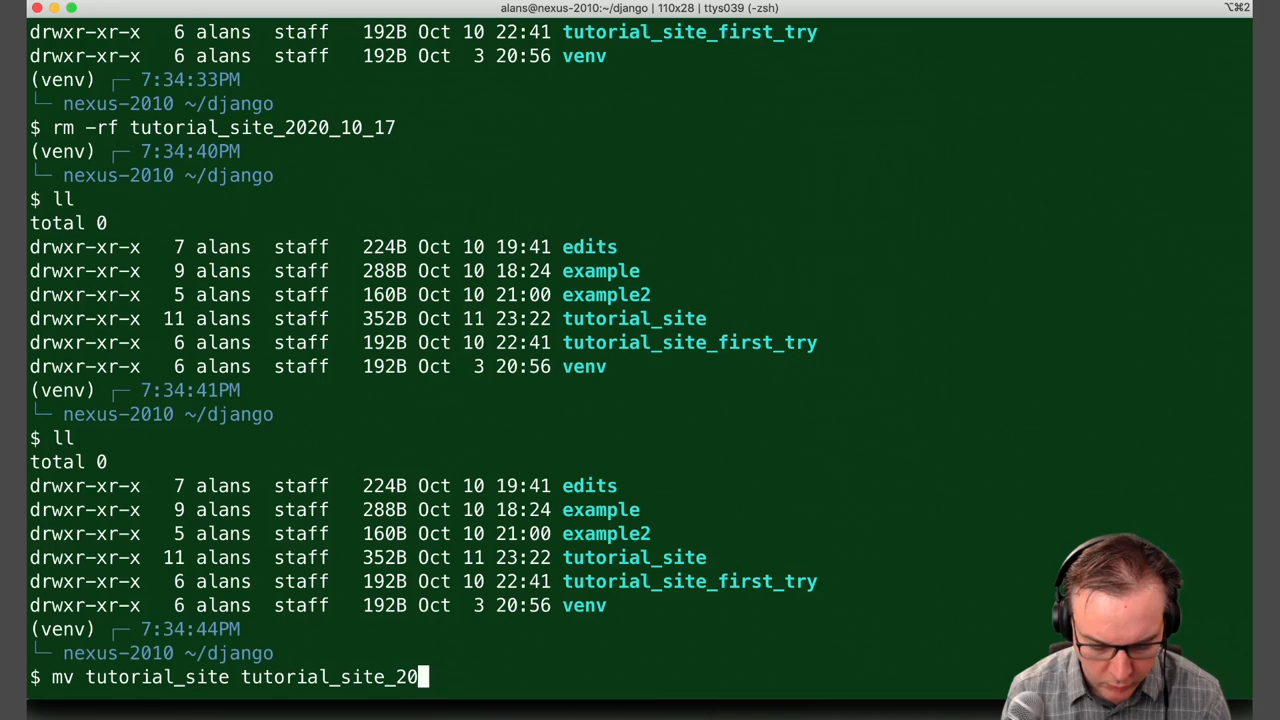 alans@nexus-2010:~/django | 110x28 | ttys039 (-zsh)
⌥⌘2
drwxr-xr-x   6 alans  staff   192B Oct 10 22:41 tutorial_site_first_try
drwxr-xr-x   6 alans  staff   192B Oct  3 20:56 venv
(venv) ┌─ 7:34:33PM
└─ nexus-2010 ~/django
$ rm -rf tutorial_site_2020_10_17
(venv) ┌─ 7:34:40PM
└─ nexus-2010 ~/django
$ ll
total 0
drwxr-xr-x   7 alans  staff   224B Oct 10 19:41 edits
drwxr-xr-x   9 alans  staff   288B Oct 10 18:24 example
drwxr-xr-x   5 alans  staff   160B Oct 10 21:00 example2
drwxr-xr-x  11 alans  staff   352B Oct 11 23:22 tutorial_site
drwxr-xr-x   6 alans  staff   192B Oct 10 22:41 tutorial_site_first_try
drwxr-xr-x   6 alans  staff   192B Oct  3 20:56 venv
(venv) ┌─ 7:34:41PM
└─ nexus-2010 ~/django
$ ll
total 0
drwxr-xr-x   7 alans  staff   224B Oct 10 19:41 edits
drwxr-xr-x   9 alans  staff   288B Oct 10 18:24 example
drwxr-xr-x   5 alans  staff   160B Oct 10 21:00 example2
drwxr-xr-x  11 alans  staff   352B Oct 11 23:22 tutorial_site
drwxr-xr-x   6 alans  staff   192B Oct 10 22:41 tutorial_site_first_try
drwxr-xr-x   6 alans  staff   192B Oct  3 20:56 venv
(venv) ┌─ 7:34:44PM
└─ nexus-2010 ~/django
$ mv tutorial_site tutorial_site_20